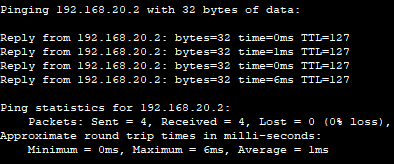 Pinging 192.168.20.2 with 32 bytes of data:
Reply from 192.168.20.2: bytes=32 time=0ms TTL=127
Reply from 192.168.20.2: bytes=32 time=1ms TTL=127
Reply from 192.168.20.2: bytes=32 time=0ms TTL=127
Reply from 192.168.20.2: bytes=32 time=6ms TTL=127
Ping statistics for 192.168.20.2:
Packets: Sent = 4, Received = 4, Lost = 0 (0% loss),
Approximate round trip times in milli-seconds:
Minimum = 0ms, Maximum = 6ms, Average = 1ms